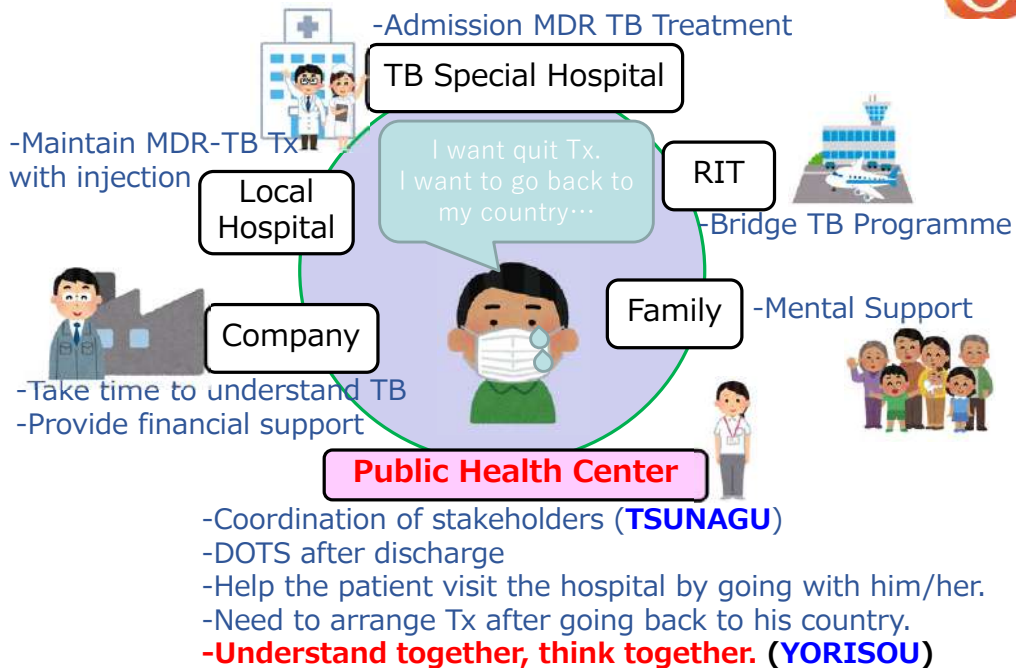 -Admission MDR TB Treatment
TB Special Hospital
-Maintain MDR-TB Tx
with injection
Local
Hospital
I want quit Tx.
I want to go back to
my country…
RIT
-Bridge TB Programme
Company
-Take time to understand TB
-Provide financial support
Family
-Mental Support
Public Health Center
-Coordination of stakeholders (TSUNAGU)
-DOTS after discharge
-Help the patient visit the hospital by going with him/her.
-Need to arrange Tx after going back to his country.
-Understand together, think together. (YORISOU)